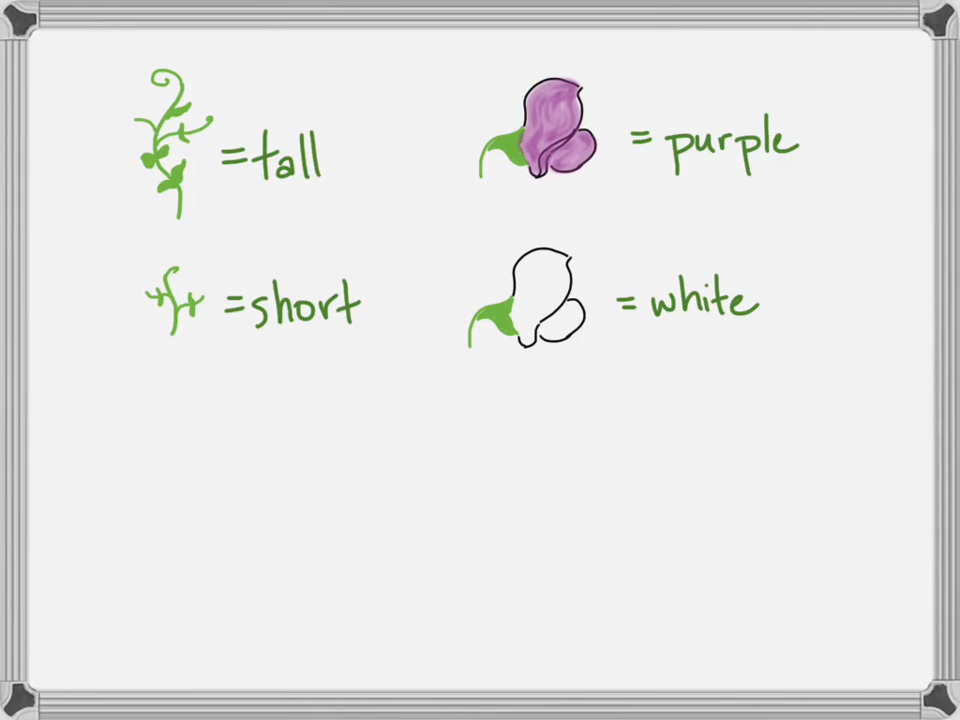 = tall
= purple
= short
= white